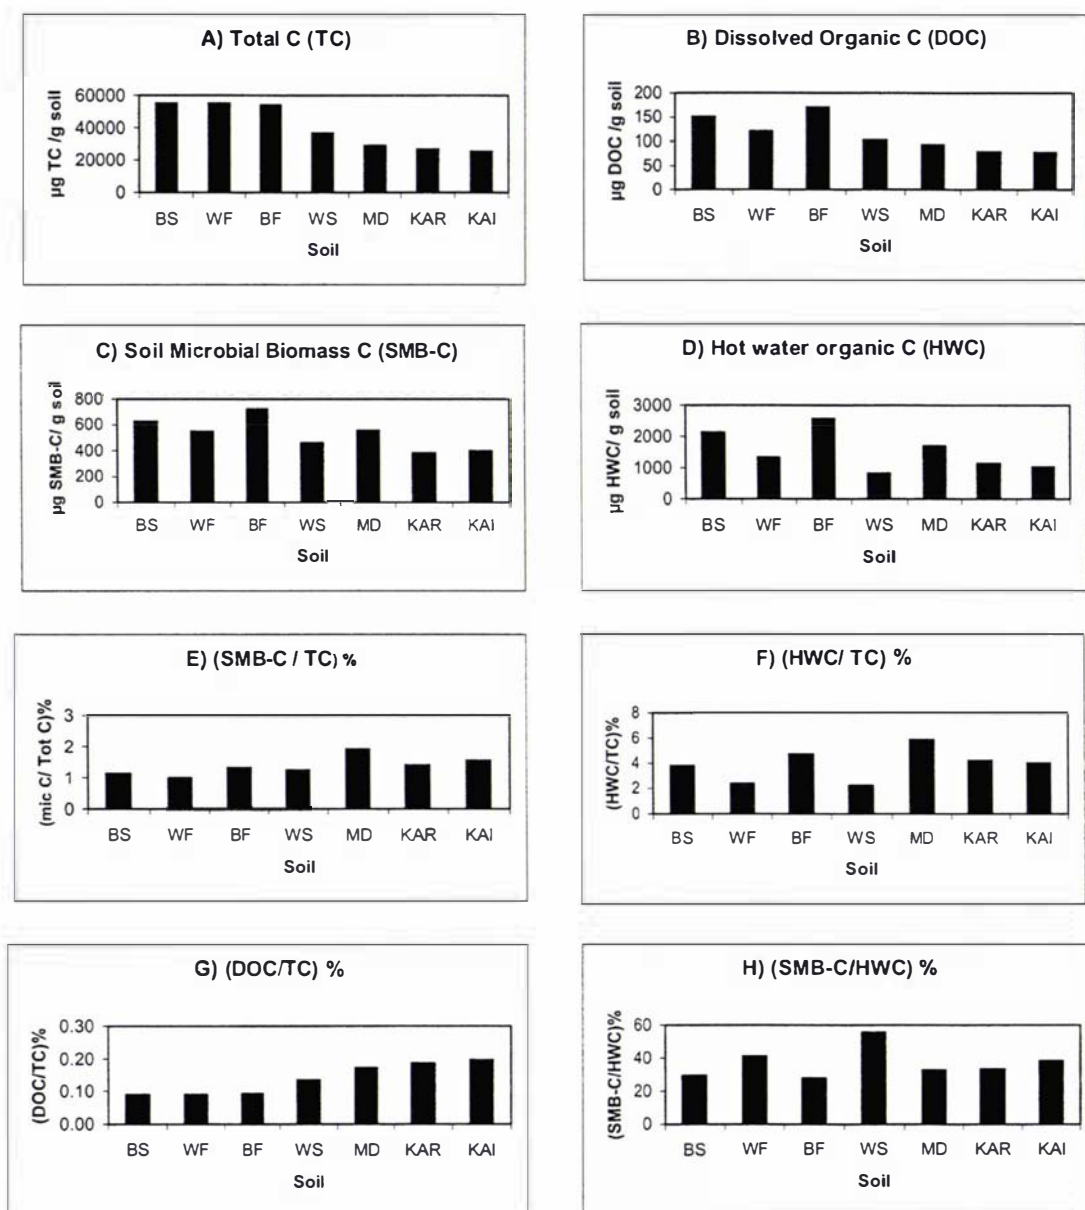 A) Total C (TC)
µg TC /g soil
60000
40000
20000
0
BS WF BF WS MD KAR KAI
Soil
B) Dissolved Organic C (DOC)
µg DOC /g soil
200
150
100
50
0
BS WF BF WS MD KAR KAI
Soil
C) Soil Microbial Biomass C (SMB-C)
µg SMB-C/ g soil
800
600
400
200
0
BS WF BF WS MD KAR KAI
Soil
D) Hot water organic C (HWC)
µg HWC/ g soil
3000
2000
1000
0
BS WF BF WS MD KAR KAI
Soil
E) (SMB-C / TC) %
(mic C/ Tot C)%
3
2
1
0
BS WF BF WS MD KAR KAI
Soil
F) (HWC/ TC) %
(HWC/TC)%
8
6
4
2
0
BS WF BF WS MD KAR KAI
Soil
G) (DOC/TC) %
(DOC/TC)%
0.30
0.20
0.10
0.00
BS WF BF WS MD KAR KAI
Soil
H) (SMB-C/HWC) %
(SMB-C/HWC)%
60
40
20
0
BS WF BF WS MD KAR KAI
Soil